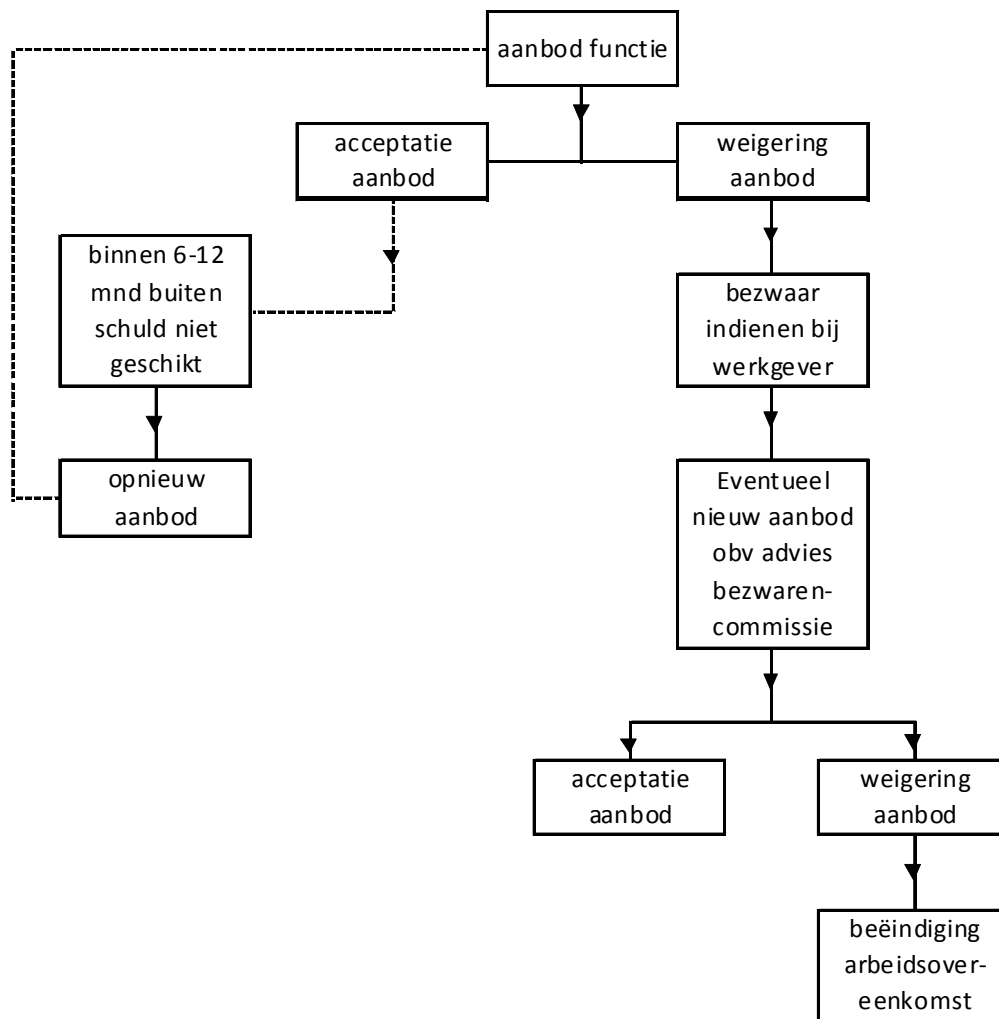 aanbod functie
acceptatie
aanbod
weigering
aanbod
binnen 6-12
mnd buiten
schuld niet
geschikt
bezwaar
indienen bij
werkgever
opnieuw
aanbod
Eventueel
nieuw aanbod
obv advies
bezwaren-
commissie
acceptatie
aanbod
weigering
aanbod
beëindiging
arbeidsover-
eenkomst